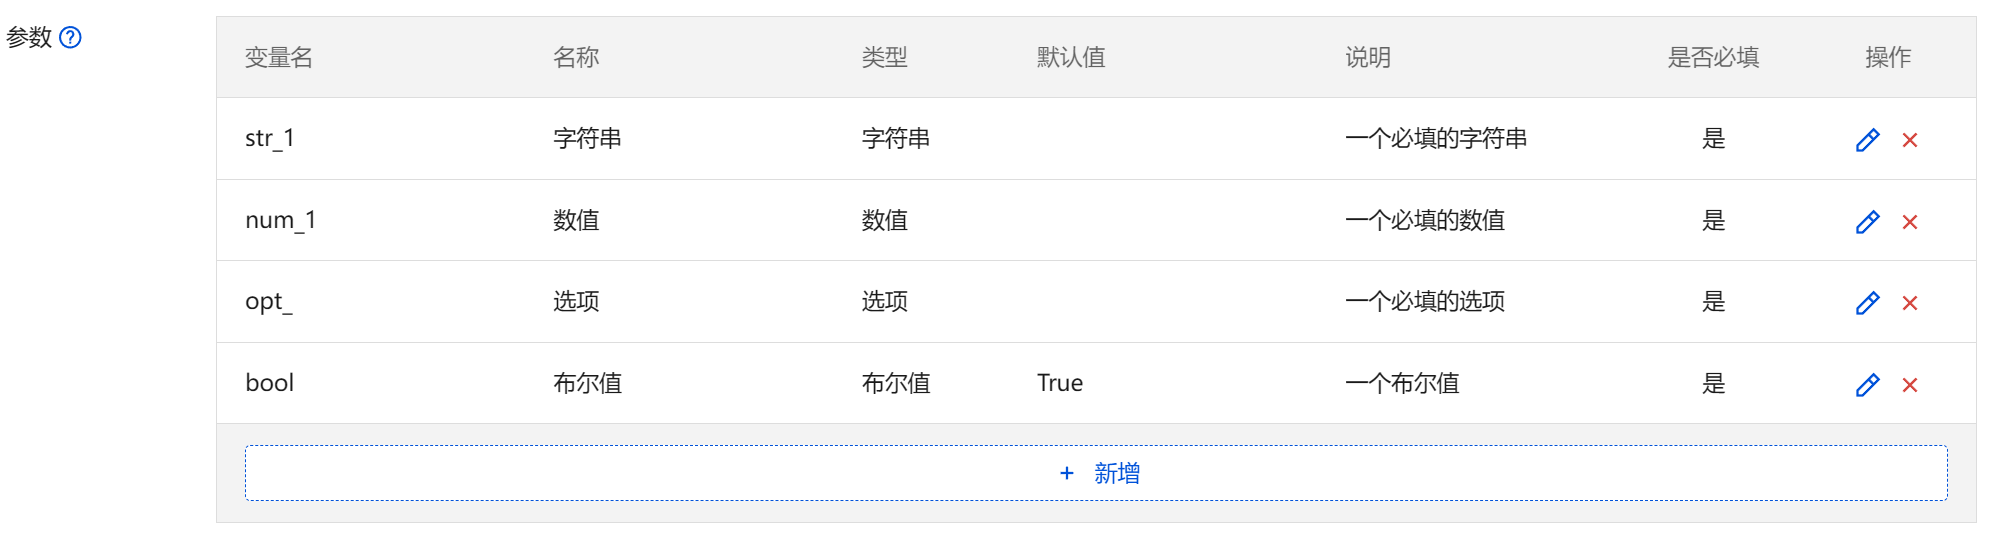 参数
变量名 名称 类型 默认值 说明 是否必填 操作
str_1 字符串 字符串 一个必填的字符串 是
num_1 数值 数值 一个必填的数值 是
opt_ 选项 选项 一个必填的选项 是
bool 布尔值 布尔值 True 一个布尔值 是
+ 新增